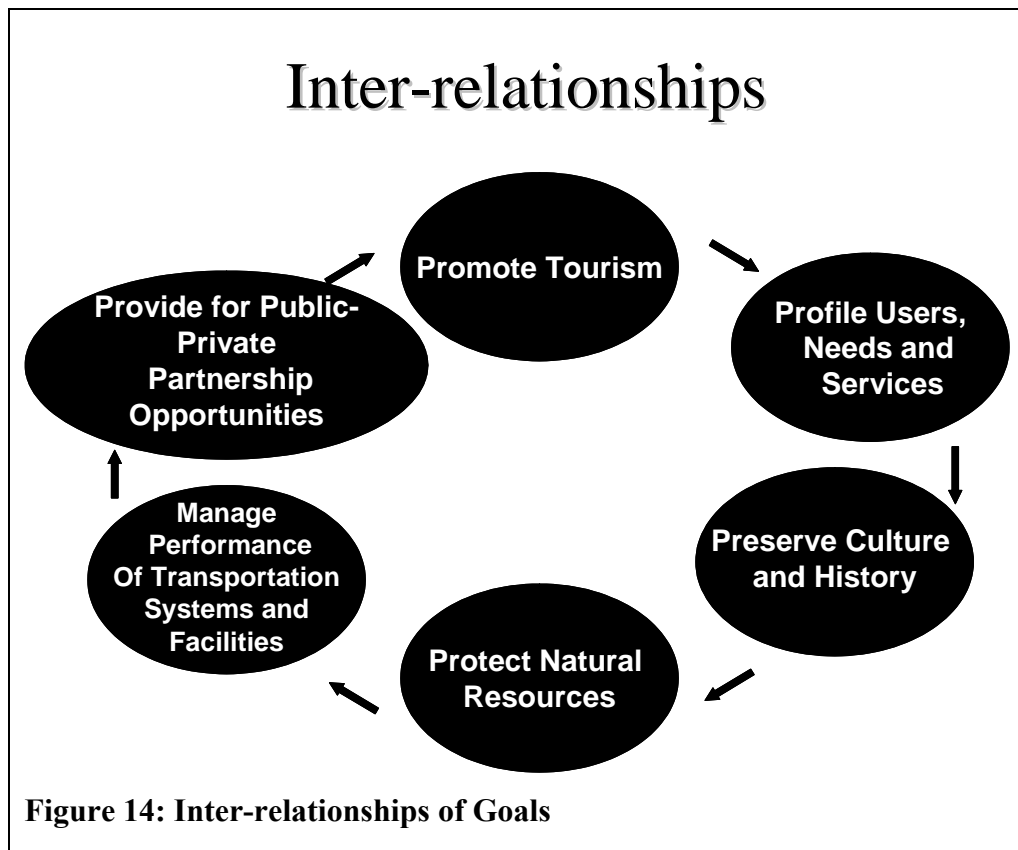 Inter-relationships
Promote Tourism
Profile Users,
Needs and
Services
Preserve Culture
and History
Protect Natural
Resources
Manage
Performance
Of Transportation
Systems and
Facilities
Provide for Public-
Private
Partnership
Opportunities
Figure 14: Inter-relationships of Goals